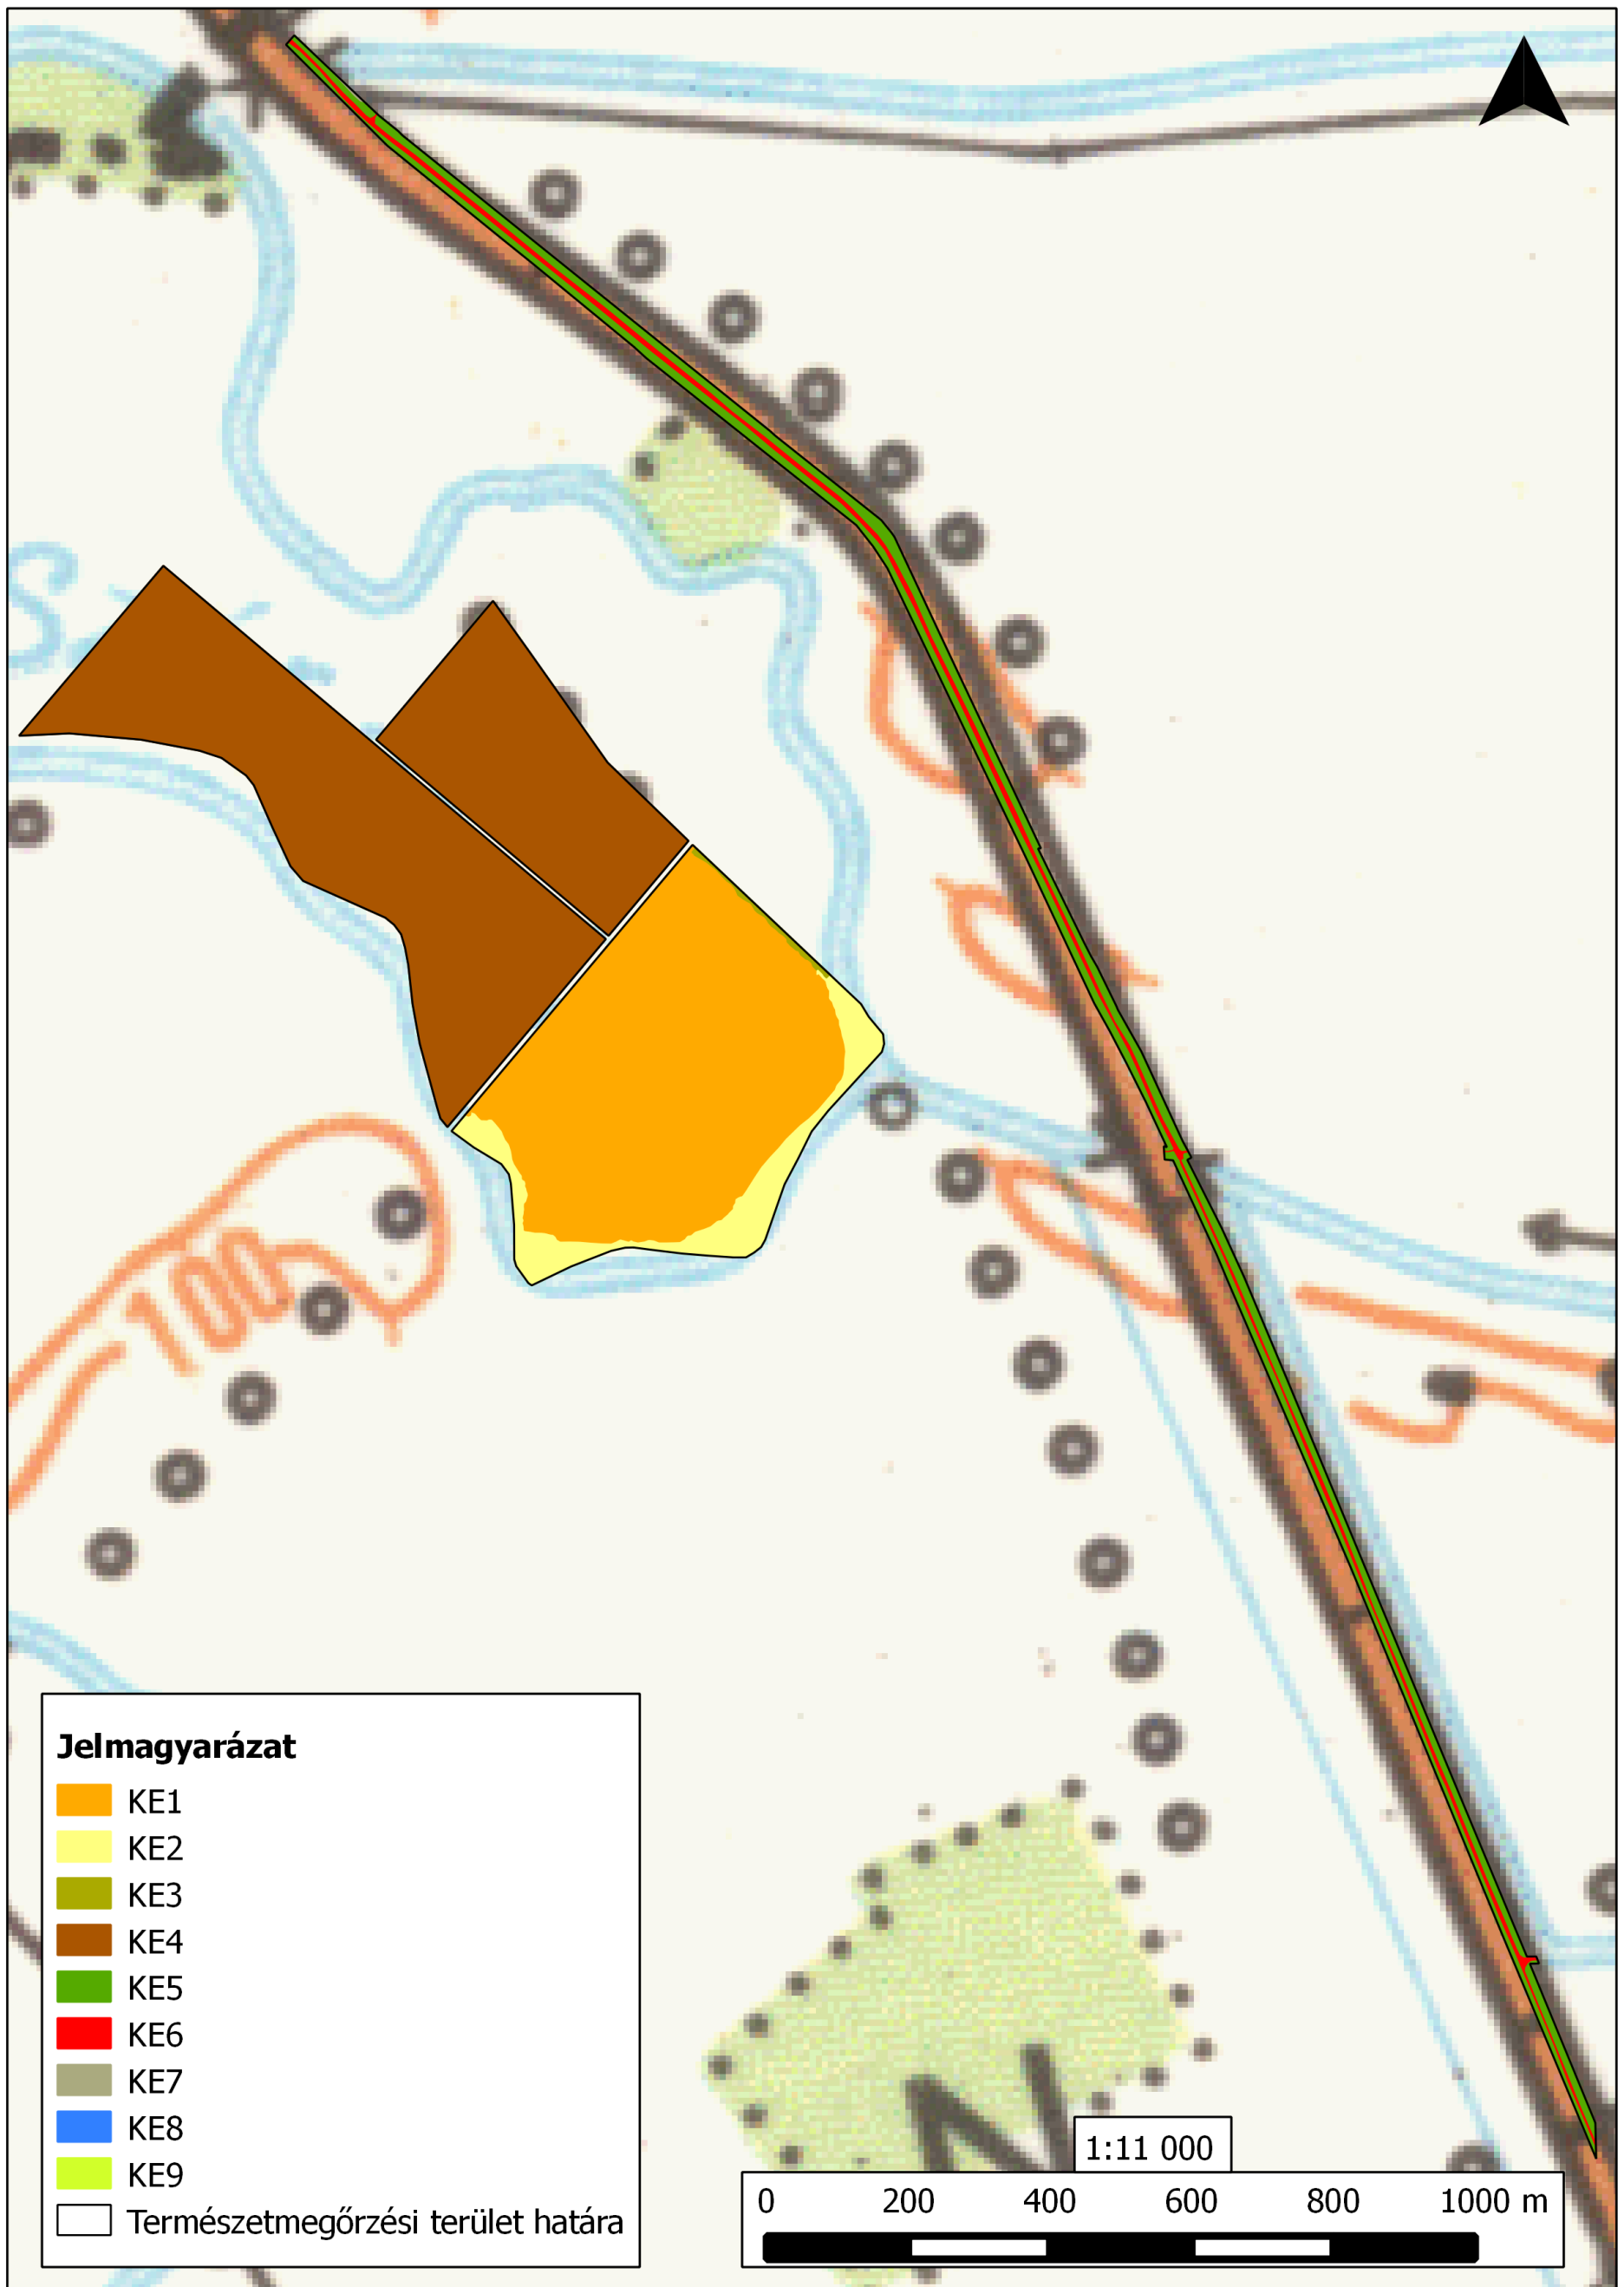 S
100
Jelmagyarázat
KE1
KE2
KE3
KE4
KE5
KE6
KE7
KE8
KE9
Természetmegőrzési terület határa
N
1:11 000
0 200 400 600 800 1000 m